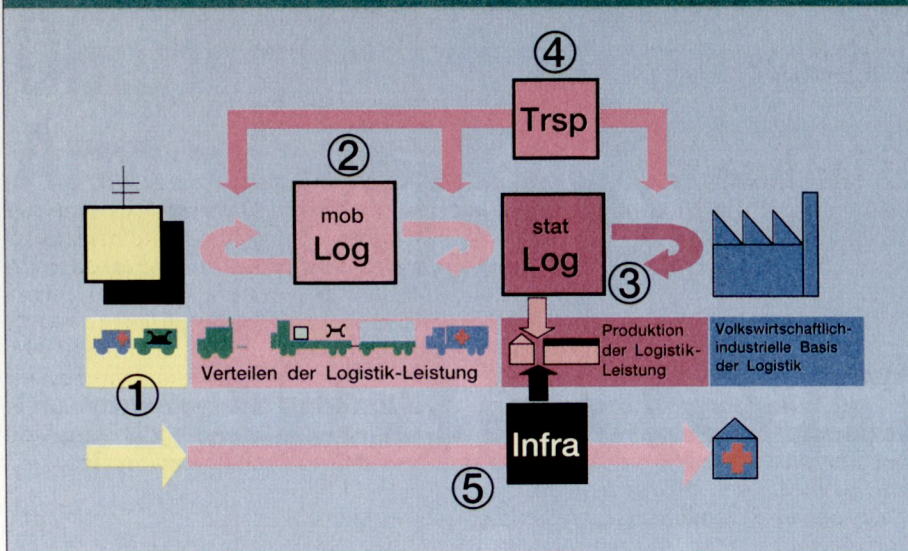 ④
Trsp
②
mob
Log
stat
Log
③
Produktion
der Logistik-
Leistung
Volkswirtschaftlich-
industrielle Basis
der Logistik
Verteilen der Logistik-Leistung
①
Infra
⑤